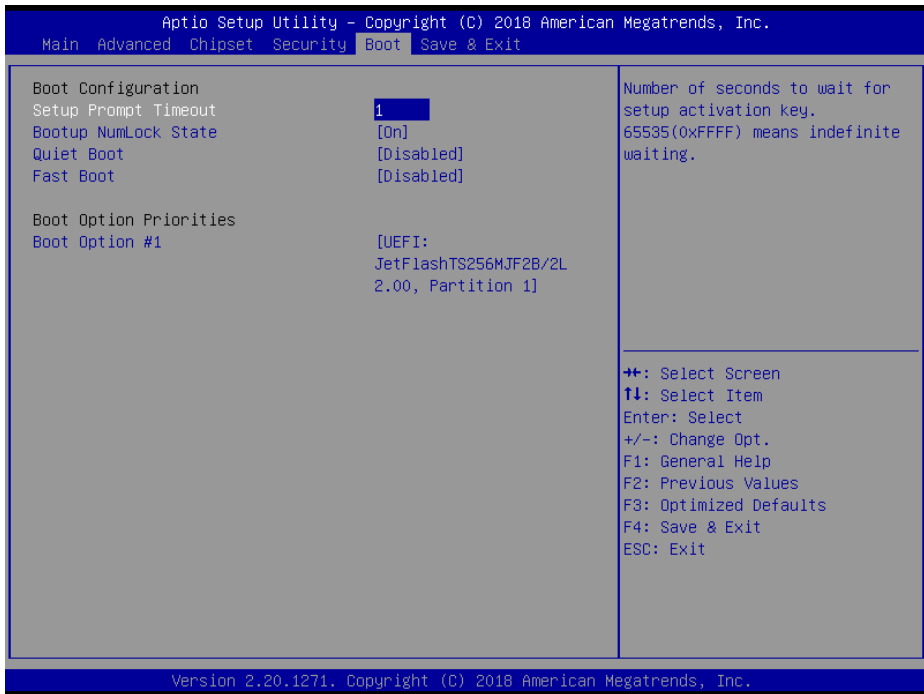 Aptio Setup Utility – Copyright (C) 2018 American Megatrends, Inc.
Main Advanced Chipset Security Boot Save & Exit
Boot Configuration
Setup Prompt Timeout 1
Bootup NumLock State [On]
Quiet Boot [Disabled]
Fast Boot [Disabled]
Boot Option Priorities
Boot Option #1 [UEFI:
JetFlashTS256MJF2B/2L
2.00, Partition 1]
Number of seconds to wait for
setup activation key.
65535(0xFFFF) means indefinite
waiting.
→←: Select Screen
↑↓: Select Item
Enter: Select
+/-: Change Opt.
F1: General Help
F2: Previous Values
F3: Optimized Defaults
F4: Save & Exit
ESC: Exit
Version 2.20.1271. Copyright (C) 2018 American Megatrends, Inc.